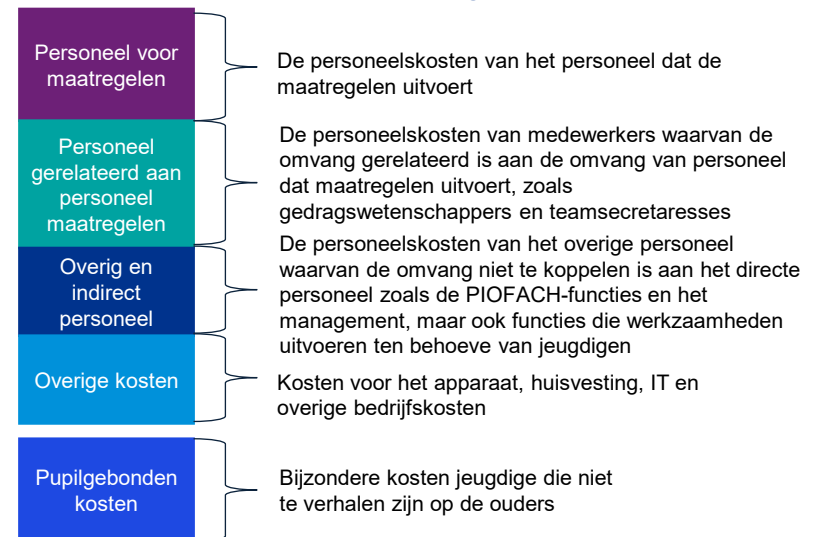 Personeel voor
maatregelen
De personeelskosten van het personeel dat de
maatregelen uitvoert
Personeel
gerelateerd aan
personeel
maatregelen
De personeelskosten van medewerkers waarvan de
omvang gerelateerd is aan de omvang van personeel
dat maatregelen uitvoert, zoals
gedragswetenschappers en teamsecretaresses
Overig en
indirect
personeel
De personeelskosten van het overige personeel
waarvan de omvang niet te koppelen is aan het directe
personeel zoals de PIOFACH-functies en het
management, maar ook functies die werkzaamheden
uitvoeren ten behoeve van jeugdigen
Overige kosten
Kosten voor het apparaat, huisvesting, IT en
overige bedrijfskosten
Pupilgebonden
kosten
Bijzondere kosten jeugdige die niet
te verhalen zijn op de ouders